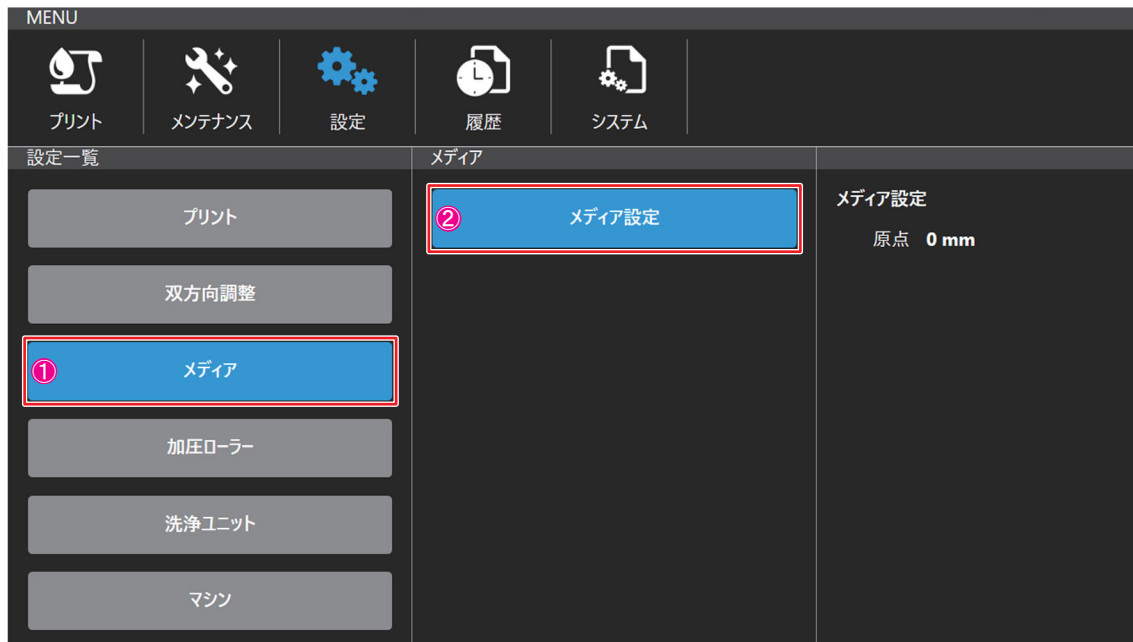 MENU
プリント
メンテナンス
設定
履歴
システム
設定一覧
メディア
プリント
双方向調整
① メディア
加圧ローラー
洗浄ユニット
マシン
② メディア設定
メディア設定
原点 0 mm